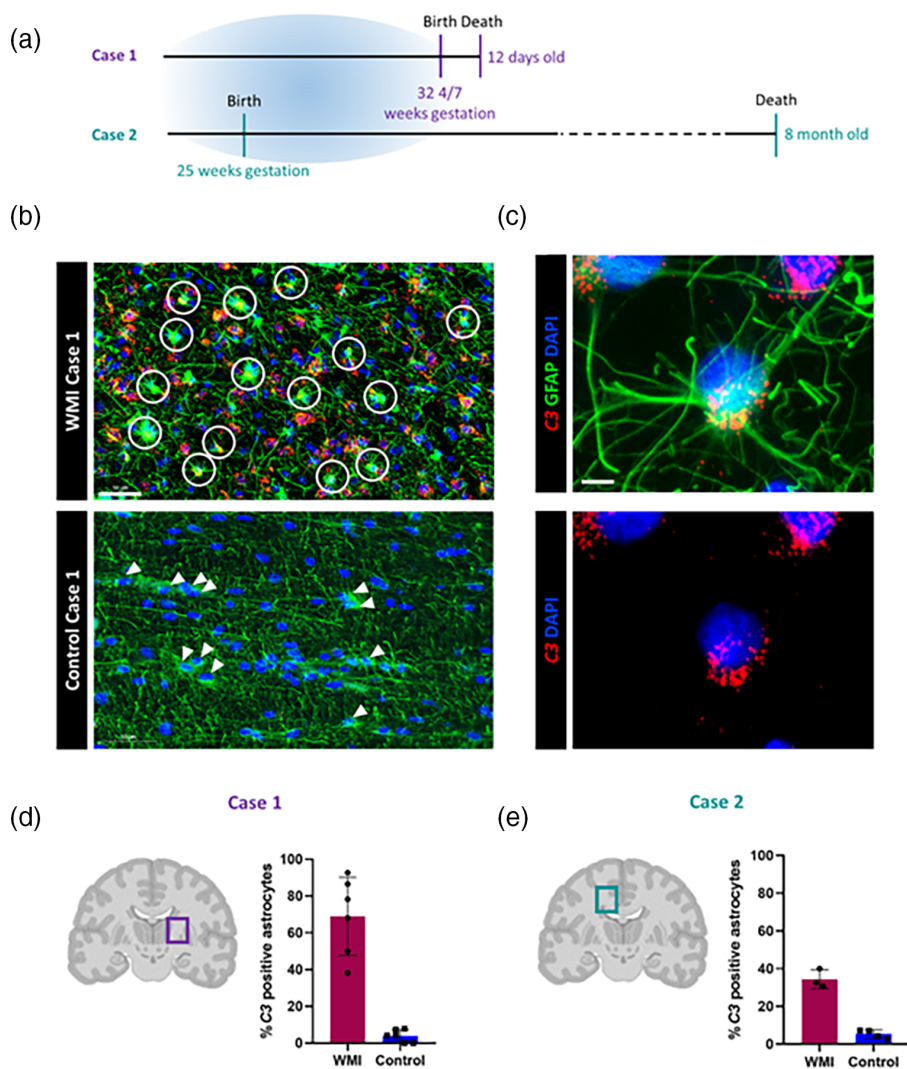 (a)
Birth Death
Case 1
12 days old
32 4/7
weeks gestation
Birth
Death
Case 2
8 month old
25 weeks gestation
(b)
(c)
WMI Case 1
C3 GFAP DAPI
Control Case 1
C3 DAPI
Case 1
Case 2
(d)
(e)
% C3 positive astrocytes
100
80
60
40
20
0
WMI
Control
% C3 positive astrocytes
100
80
60
40
20
0
WMI
Control